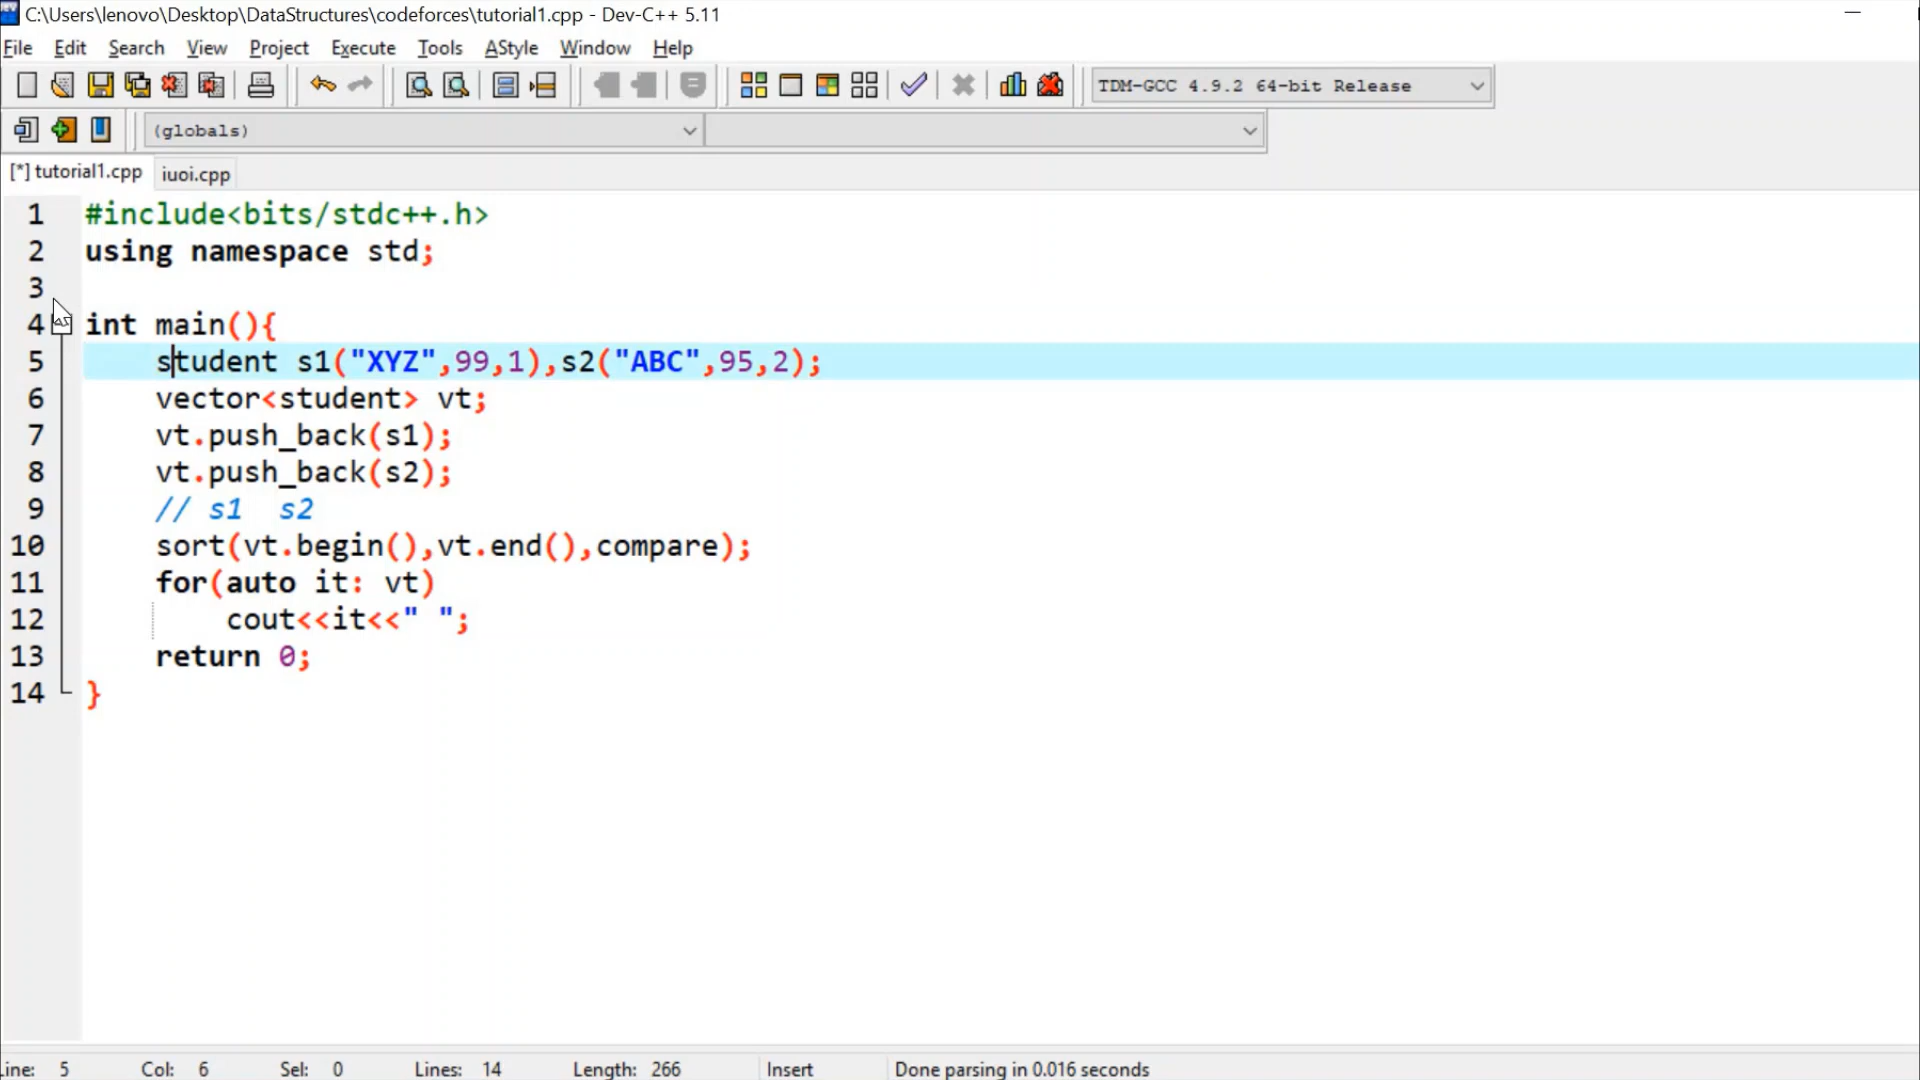 C:\Users\lenovo\Desktop\DataStructures\codeforces\tutorial1.cpp - Dev-C++ 5.11
File Edit Search View Project Execute Tools AStyle Window Help
TDM-GCC 4.9.2 64-bit Release
(globals)
[*] tutorial1.cpp iuoi.cpp
1 #include<bits/stdc++.h>
2 using namespace std;
3
4 int main(){
5 student s1("XYZ",99,1),s2("ABC",95,2);
6 vector<student> vt;
7 vt.push_back(s1);
8 vt.push_back(s2);
9 // s1 s2
10 sort(vt.begin(),vt.end(),compare);
11 for(auto it: vt)
12 cout<<it<<" ";
13 return 0;
14 }
ine: 5 Col: 6 Sel: 0 Lines: 14 Length: 266 Insert Done parsing in 0.016 seconds